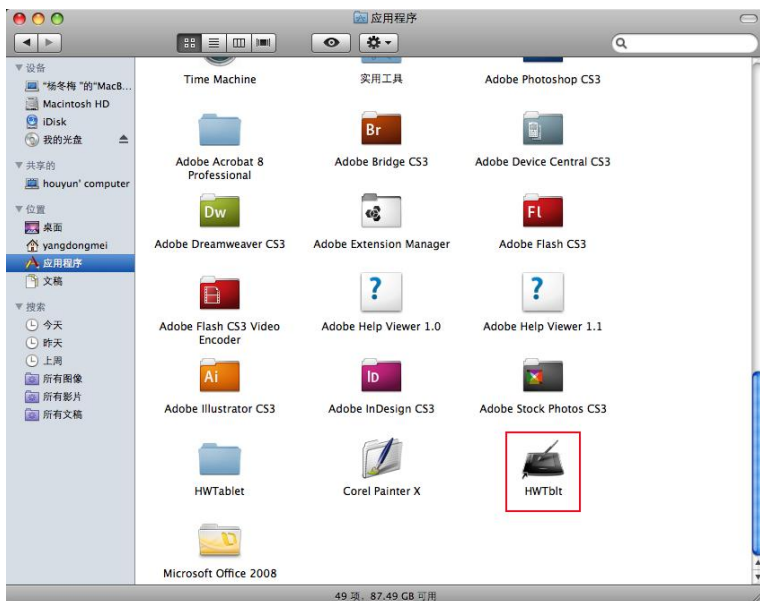 应用程序
设备
"杨冬梅 "的"MacB...
Macintosh HD
iDisk
我的光盘
共享的
houyun' computer
位置
桌面
yangdongmei
应用程序
文稿
搜索
今天
昨天
上周
所有图像
所有影片
所有文稿
Time Machine
实用工具
Adobe Photoshop CS3
Br
Adobe Acrobat 8
Professional
Adobe Bridge CS3
Adobe Device Central CS3
Dw
FL
Adobe Dreamweaver CS3
Adobe Extension Manager
Adobe Flash CS3
?
?
Adobe Flash CS3 Video
Encoder
Adobe Help Viewer 1.0
Adobe Help Viewer 1.1
Ai
ID
Adobe Illustrator CS3
Adobe InDesign CS3
Adobe Stock Photos CS3
HWTablet
Corel Painter X
HWTblt
Microsoft Office 2008
49 项，87.49 GB 可用